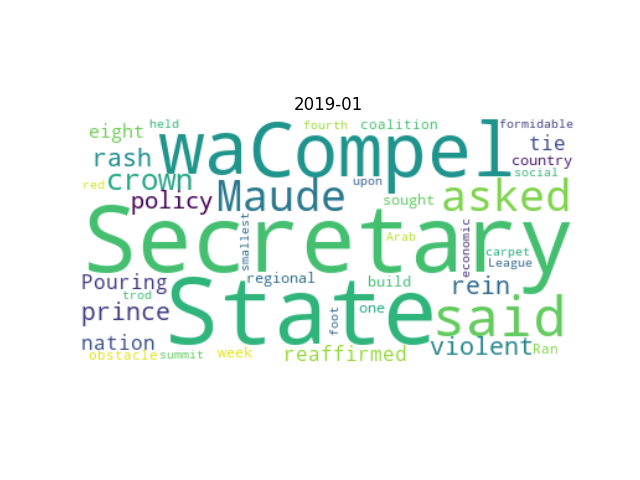 2019-01
held fourth coalition formidable
eight waCompel tie
rash country
crown upon social
red policy Maude sought asked
Secretary
smallest Arab economic carpet
League
Pouring regional build rein
trod State
prince foot one said
nation violent
obstacle summit week reaffirmed Ran